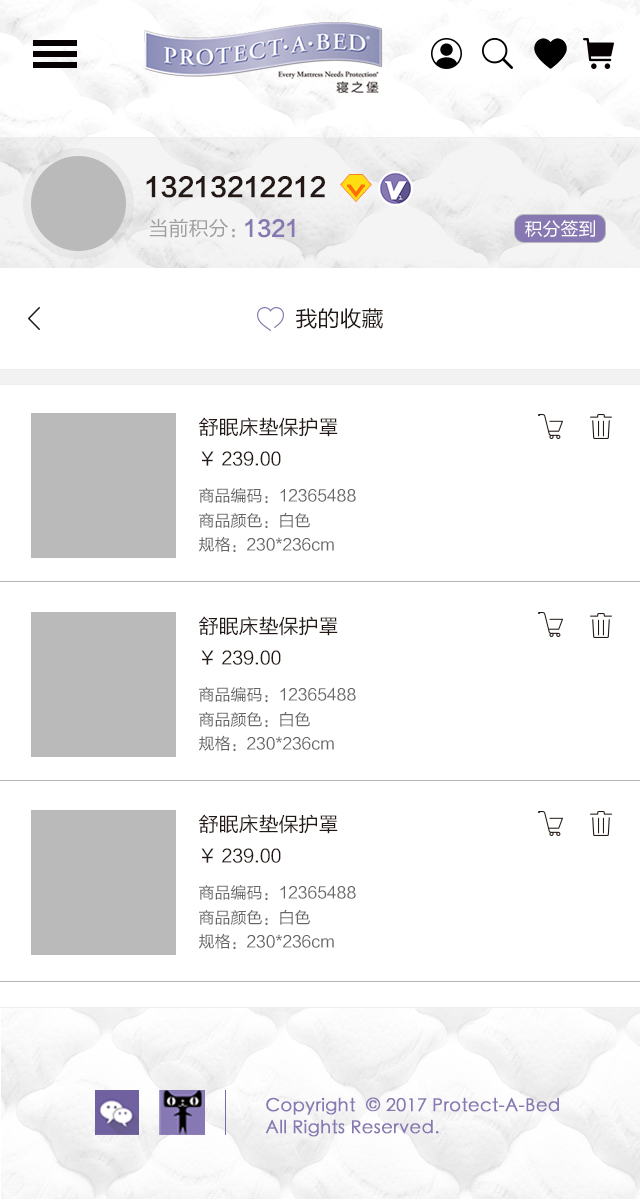 PROTECT·A·BED®
Every Mattress Needs Protection®
寝之堡
13213212212
当前积分：1321
积分签到
我的收藏
舒眠床垫保护罩
￥ 239.00
商品编码：12365488
商品颜色：白色
规格：230*236cm
舒眠床垫保护罩
￥ 239.00
商品编码：12365488
商品颜色：白色
规格：230*236cm
舒眠床垫保护罩
￥ 239.00
商品编码：12365488
商品颜色：白色
规格：230*236cm
Copyright © 2017 Protect-A-Bed
All Rights Reserved.